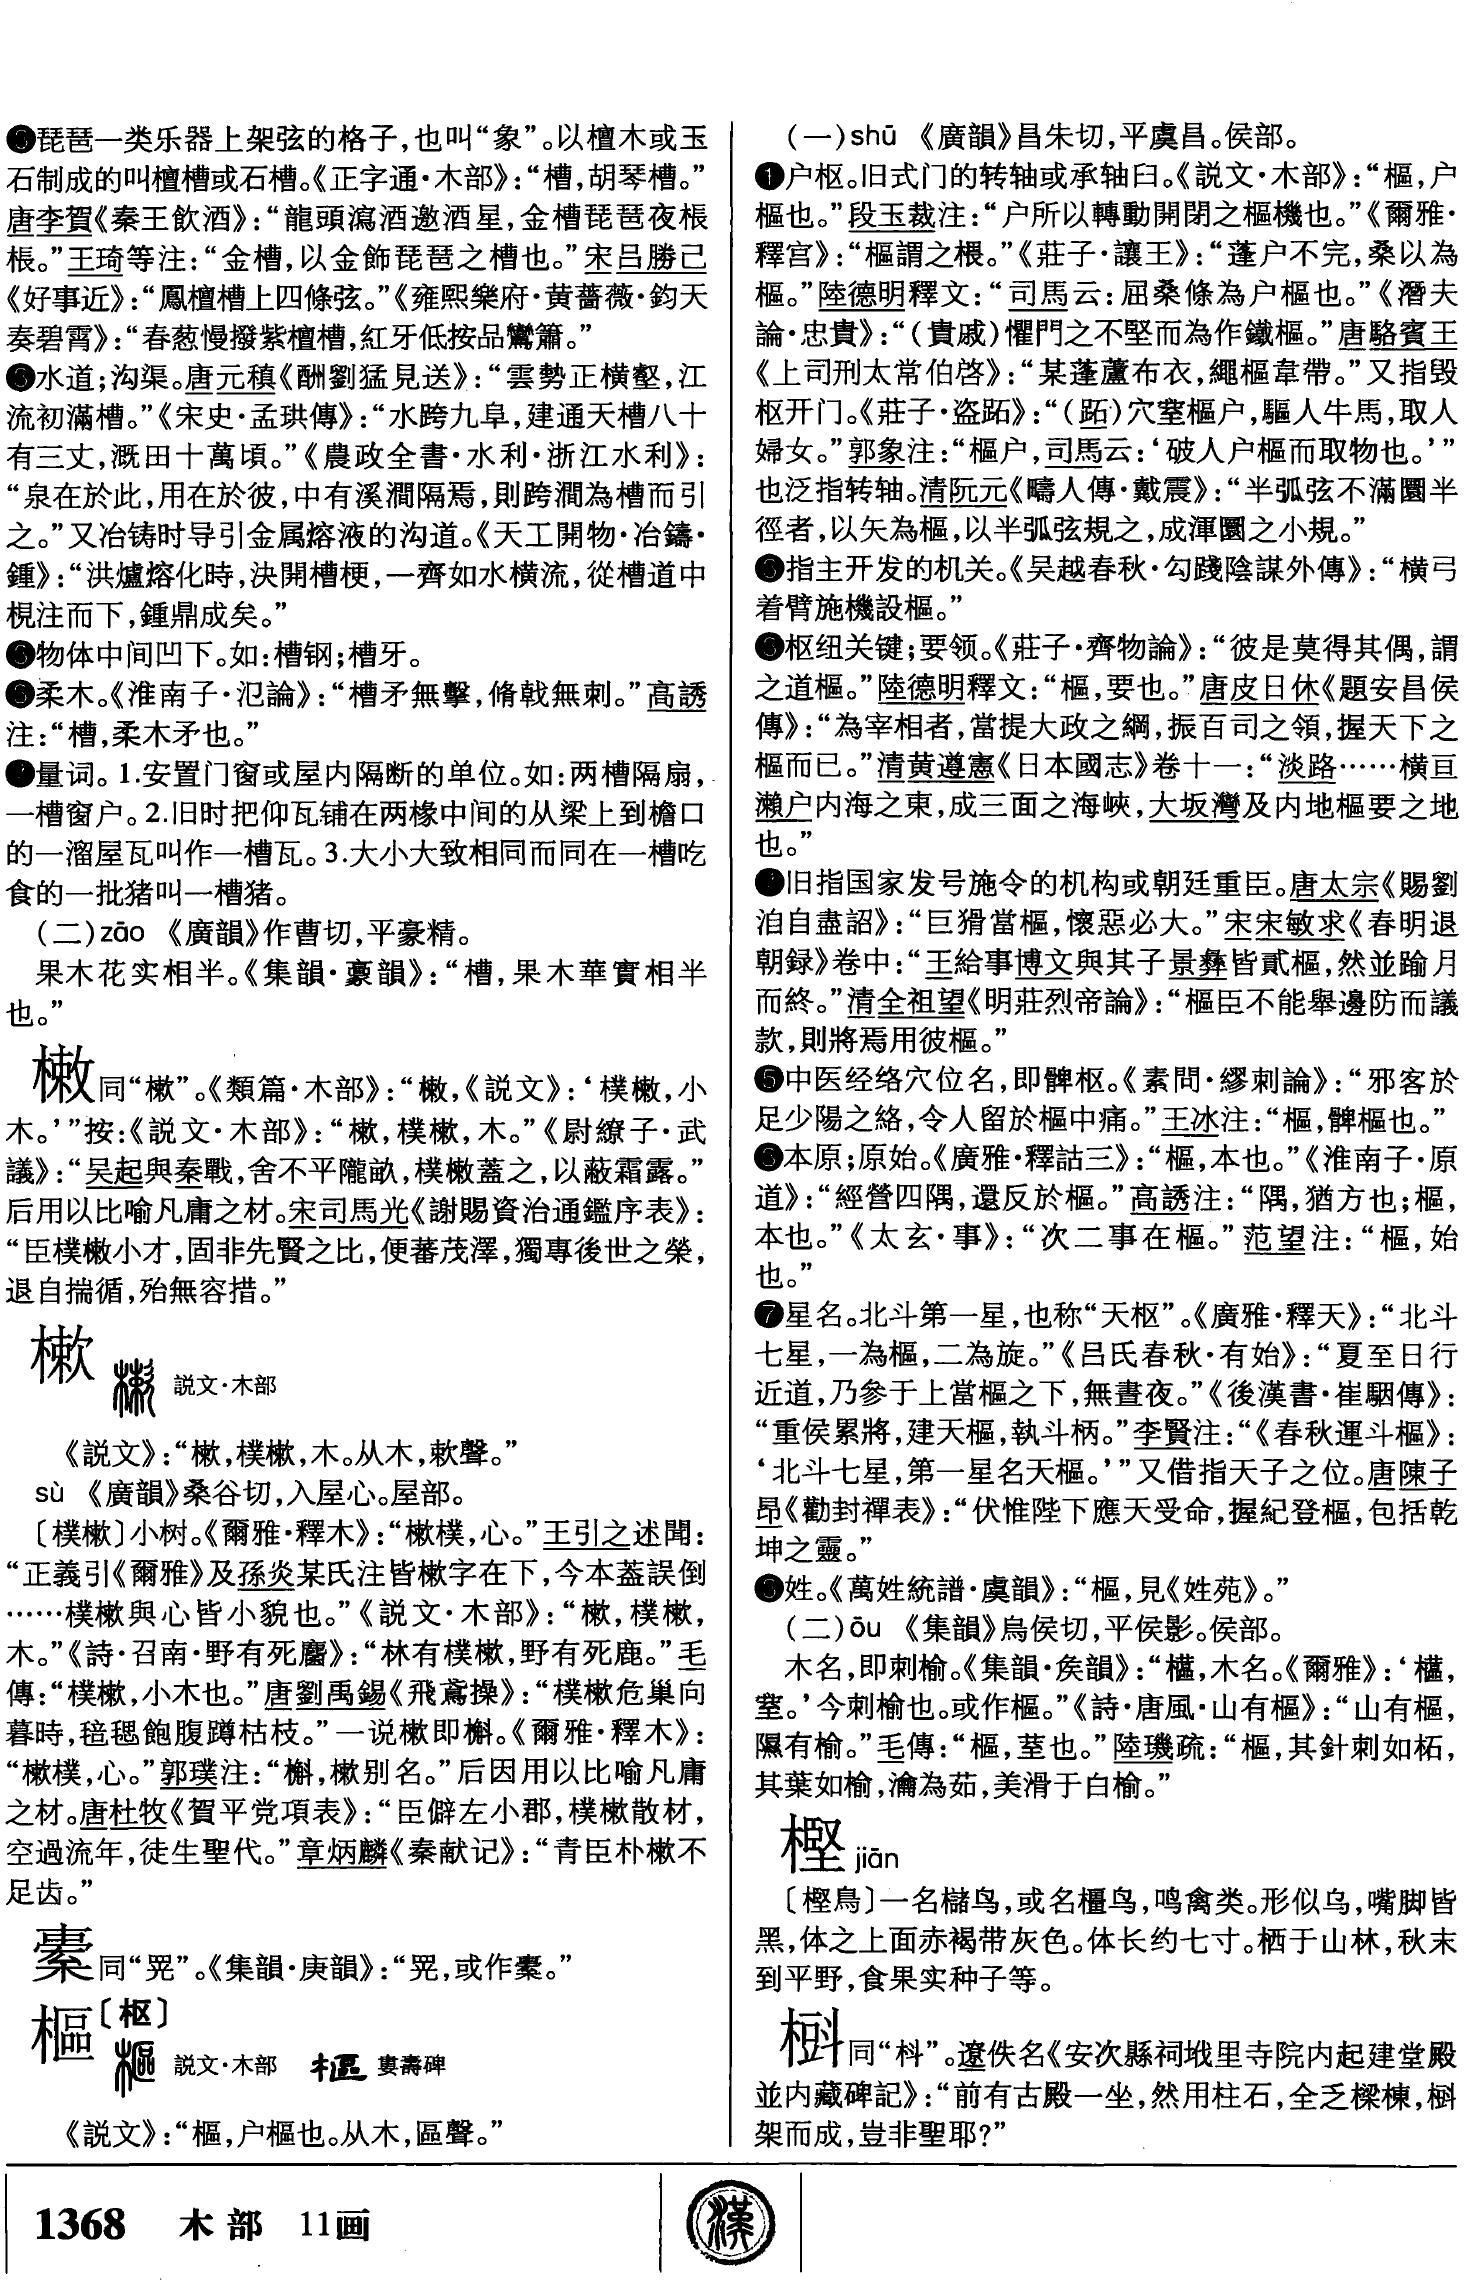 琵琶一类乐器上架弦的格子,也叫“象”。以檀木或玉
石制成的叫檀槽或石槽。《正字通·木部》:“槽,胡琴槽。”
唐李賀《秦王飲酒》:“龍頭瀉酒邀酒星,金槽琵琶夜棖
棖。”王琦等注:“金槽,以金飾琵琶之槽也。”宋吕勝己
《好事近》:“鳳檀槽上四條弦。”《雍熙樂府·黄薔薇·鈞天
奏碧霄》:“春葱慢撥紫檀槽,紅牙低按品鸞簫。”
水道;沟渠。唐元稹《酬劉猛見送》:“雲勢正横壑,江
流初滿槽。”《宋史·孟珙傳》:“水跨九阜,建通天槽八十
有三丈,溉田十萬頃。”《農政全書·水利·浙江水利》:
“泉在於此,用在於彼,中有溪澗隔焉,則跨澗為槽而引
之。”又冶铸时导引金属熔液的沟道。《天工開物·冶鑄·
鍾》:“洪爐熔化時,決開槽梗,一齊如水横流,從槽道中
梘注而下,鍾鼎成矣。”
物体中间凹下。如:槽钢;槽牙。
柔木。《淮南子·氾論》:“槽矛無擊,脩戟無刺。”高誘
注:“槽,柔木矛也。”
量词。1.安置门窗或屋内隔断的单位。如:两槽隔扇,
一槽窗户。2.旧时把仰瓦铺在两椽中间的从梁上到檐口
的一溜屋瓦叫作一槽瓦。3.大小大致相同而同在一槽吃
食的一批猪叫一槽猪。
(二)zāo 《廣韻》作曹切,平豪精。
果木花实相半。《集韻·豪韻》:“槽,果木華實相半
也。”
樕同“樕”。《類篇·木部》:“樕,《説文》:‘樸樕,小
木。’”按:《説文·木部》:“樕,樸樕,木。”《尉繚子·武
議》:“吴起與秦戰,舍不平隴畝,樸樕蓋之,以蔽霜露。”
后用以比喻凡庸之材。宋司馬光《謝賜資治通鑑序表》:
“臣樸樕小才,固非先賢之比,便蕃茂澤,獨專後世之榮,
退自揣循,殆無容措。”
樕 説文·木部
《説文》:“樕,樸樕,木。从木,欶聲。”
sù 《廣韻》桑谷切,入屋心。屋部。
〔樸樕〕小树。《爾雅·釋木》:“樕樸,心。”王引之述聞:
“正義引《爾雅》及孫炎某氏注皆樕字在下,今本蓋誤倒
……樸樕與心皆小貌也。”《説文·木部》:“樕,樸樕,
木。”《詩·召南·野有死麕》:“林有樸樕,野有死鹿。”毛
傳:“樸樕,小木也。”唐劉禹錫《飛鳶操》:“樸樕危巢向
暮時,毰毸飽腹蹲枯枝。”一说樕即槲。《爾雅·釋木》:
“樕樸,心。”郭璞注:“槲,樕别名。”后因用以比喻凡庸
之材。唐杜牧《賀平党項表》:“臣僻左小郡,樸樕散材,
空過流年,徒生聖代。”章炳麟《秦献记》:“青臣朴樕不
足齿。”
同“㒯”。《集韻·庚韻》:
樞〔枢〕
説文·木部 樞 婁壽碑
《説文》:“樞,户樞也。从木,區聲。”
(一)shū 《廣韻》昌朱切,平虞昌。侯部。
❶户枢。旧式门的转轴或承轴臼。《説文·木部》:“樞,户
樞也。”段玉裁注:“户所以轉動開閉之樞機也。”《爾雅·
釋宫》:“樞謂之椳。”《莊子·讓王》:“蓬户不完,桑以為
樞。”陸德明釋文:“司馬云:屈桑條為户樞也。”《潛夫
論·忠貴》:“(貴戚)懼門之不堅而為作鐵樞。”唐駱賓王
《上司刑太常伯啓》:“某蓬蘆布衣,繩樞韋帶。”又指毁
枢开门。《莊子·盗跖》:“(跖)穴室樞户,驅人牛馬,取人
婦女。”郭象注:“樞户,司馬云:‘破人户樞而取物也。’”
也泛指转轴。清阮元《疇人傳·戴震》:“半弧弦不滿圜半
徑者,以矢為樞,以半弧弦規之,成渾圜之小規。”
指主开发的机关。《吴越春秋·勾踐陰謀外傳》:“横弓
着臂施機設樞。”
枢纽关键;要领。《莊子·齊物論》:“彼是莫得其偶,謂
之道樞。”陸德明釋文:“樞,要也。”唐皮日休《題安昌侯
傳》:“為宰相者,當提大政之綱,振百司之領,握天下之
樞而已。”清黄遵憲《日本國志》卷十一:“淡路……横亘
瀨户内海之東,成三面之海峽,大坂灣及内地樞要之地
也。”
旧指国家发号施令的机构或朝廷重臣。唐太宗《賜劉
洎自盡詔》:“巨猾當樞,懷惡必大。”宋宋敏求《春明退
朝録》卷中:“王給事博文與其子景彝皆貳樞,然並踰月
而終。”清全祖望《明莊烈帝論》:“樞臣不能舉邊防而議
款,則將焉用彼樞。”
❺中医经络穴位名,即髀枢。《素問·繆刺論》:“邪客於
足少陽之絡,令人留於樞中痛。”王冰注:“樞,髀樞也。”
❻本原;原始。《廣雅·釋詁三》:“樞,本也。”《淮南子·原
道》:“經營四隅,還反於樞。”高誘注:“隅,猶方也;樞,
本也。”《太玄·事》:“次二事在樞。”范望注:“樞,始
也。”
❼星名。北斗第一星,也称“天枢”。《廣雅·釋天》:“北斗
七星,一為樞,二為旋。”《吕氏春秋·有始》:“夏至日行
近道,乃參于上當樞之下,無晝夜。”《後漢書·崔駰傳》:
“重侯累將,建天樞,執斗柄。”李賢注:“《春秋運斗樞》:
‘北斗七星,第一星名天樞。’”又借指天子之位。唐陳子
昂《勸封禪表》:“伏惟陛下應天受命,握紀登樞,包括乾
坤之靈。”
姓。《萬姓統譜·虞韻》:“樞,見《姓苑》。”
(二)ōu 《集韻》烏侯切,平侯影。侯部。
木名,即刺榆。《集韻·矦韻》:“櫙,木名。《爾雅》:‘櫙,
荎。’今刺榆也。或作樞。”《詩·唐風·山有樞》:“山有樞,
隰有榆。”毛傳:“樞,荎也。”陸璣疏:“樞,其針刺如柘,
其葉如榆,瀹為茹,美滑于白榆。”
樫jiān
〔樫鳥〕一名櫧鸟,或名橿鸟,鸣禽类。形似乌,嘴脚皆
黑,体之上面赤褐带灰色。体长约七寸。栖于山林,秋末
到平野,食果实种子等。
同“枓”。遼佚名《安次縣祠垡里寺院内起建堂殿
並内藏碑記》:“前有古殿一坐,然用柱石,全乏樑棟,㪷
架而成,豈非聖耶?”
1368 木部 11画
漢